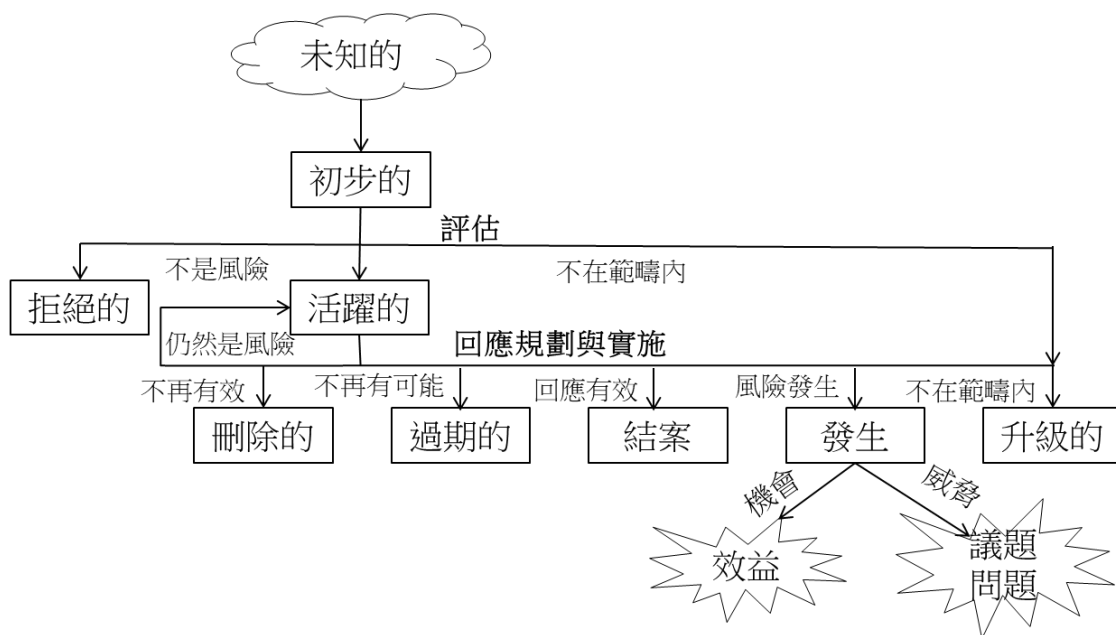 未知的
初步的
評估
不是風險
不在範疇內
拒絕的
活躍的
仍然是風險
回應規劃與實施
不再有效
不再有可能
回應有效
風險發生
不在範疇內
刪除的
過期的
結案
發生
升級的
機會
威脅
效益
議題
問題